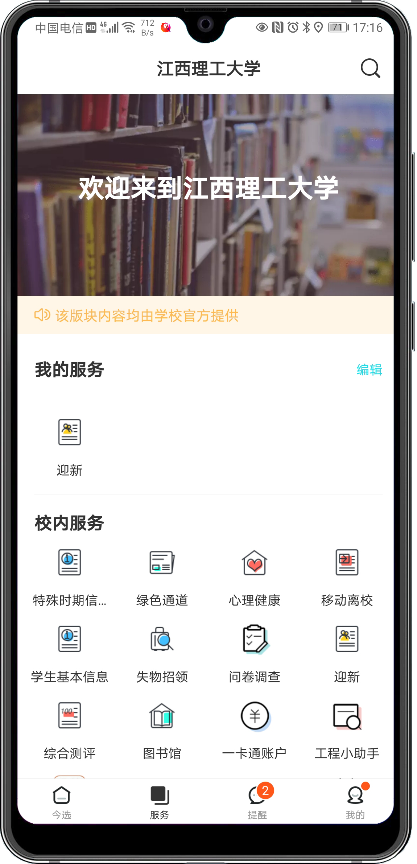 中国电信 HD 4G 712 B/s 71 17:16
江西理工大学
欢迎来到江西理工大学
该版块内容均由学校官方提供
我的服务 编辑
迎新
校内服务
特殊时期信... 绿色通道 心理健康 移动离校
学生基本信息 失物招领 问卷调查 迎新
100
综合测评 图书馆 一卡通账户 工程小助手
2
今选 服务 提醒 我的